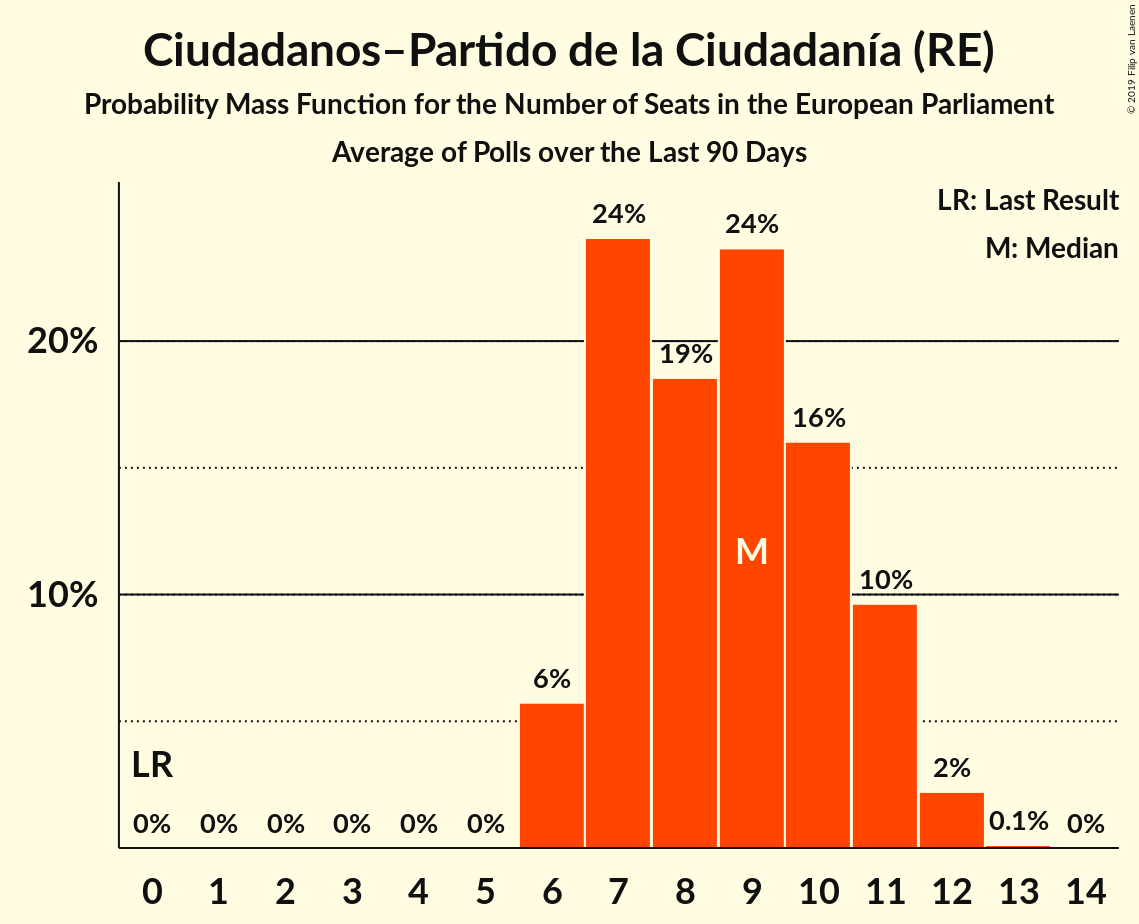 Ciudadanos–Partido de la Ciudadanía (RE)
Probability Mass Function for the Number of Seats in the European Parliament
Average of Polls over the Last 90 Days
© 2019 Filip van Laenen
LR: Last Result
M: Median
24%
24%
20%
19%
16%
M
10%
10%
6%
LR
2%
0% 0% 0% 0% 0% 0% 0.1% 0%
0 1 2 3 4 5 6 7 8 9 10 11 12 13 14